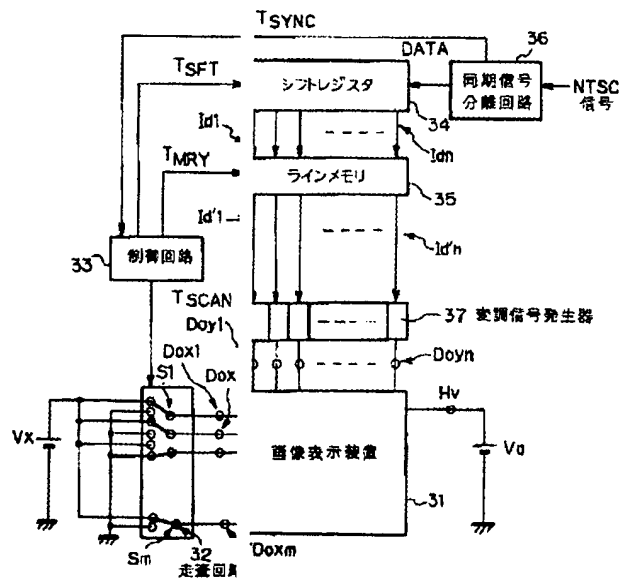 TSYNC
DATA
36
TSFT
シフトレジスタ
同期信号
分離回路
NTSC
信号
Id1
34
Idn
TMRY
ラインメモリ
35
Id'1
Id'n
33
制御回路
TSCAN
37 変調信号発生器
Doy1
Doyn
Dox1
Dox
S1
Hv
Vx
画像表示装置
Va
31
Sm
32
Doxm
走査回